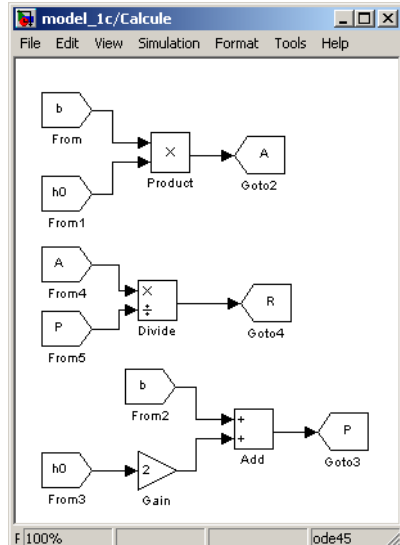 model_1c/Calcule
File Edit View Simulation Format Tools Help
b
From
h0
From1
×
Product
A
Goto2
A
From4
P
From5
×
÷
Divide
R
Goto4
b
From2
h0
From3
2
Gain
+
+
Add
P
Goto3
F 100% ode45